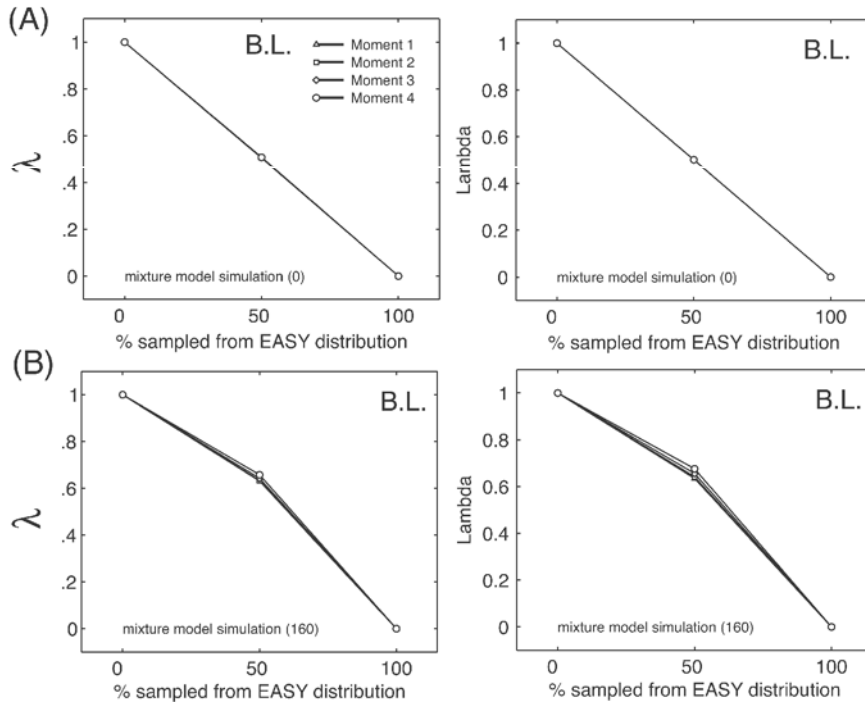 (A)
B.L.
Moment 1
Moment 2
Moment 3
Moment 4
1
.8
.6
.4
.2
0
λ
mixture model simulation (0)
0 50 100
% sampled from EASY distribution
B.L.
1
0.8
0.6
0.4
0.2
0
Larnbda
mixture model simulation (0)
0 50 100
% sampled from EASY distribution
(B)
B.L.
1
.8
.6
.4
.2
0
λ
mixture model simulation (160)
0 50 100
% sampled from EASY distribution
B.L.
1
0.8
0.6
0.4
0.2
0
Lambda
mixture model simulation (160)
0 50 100
% sampled from EASY distribution